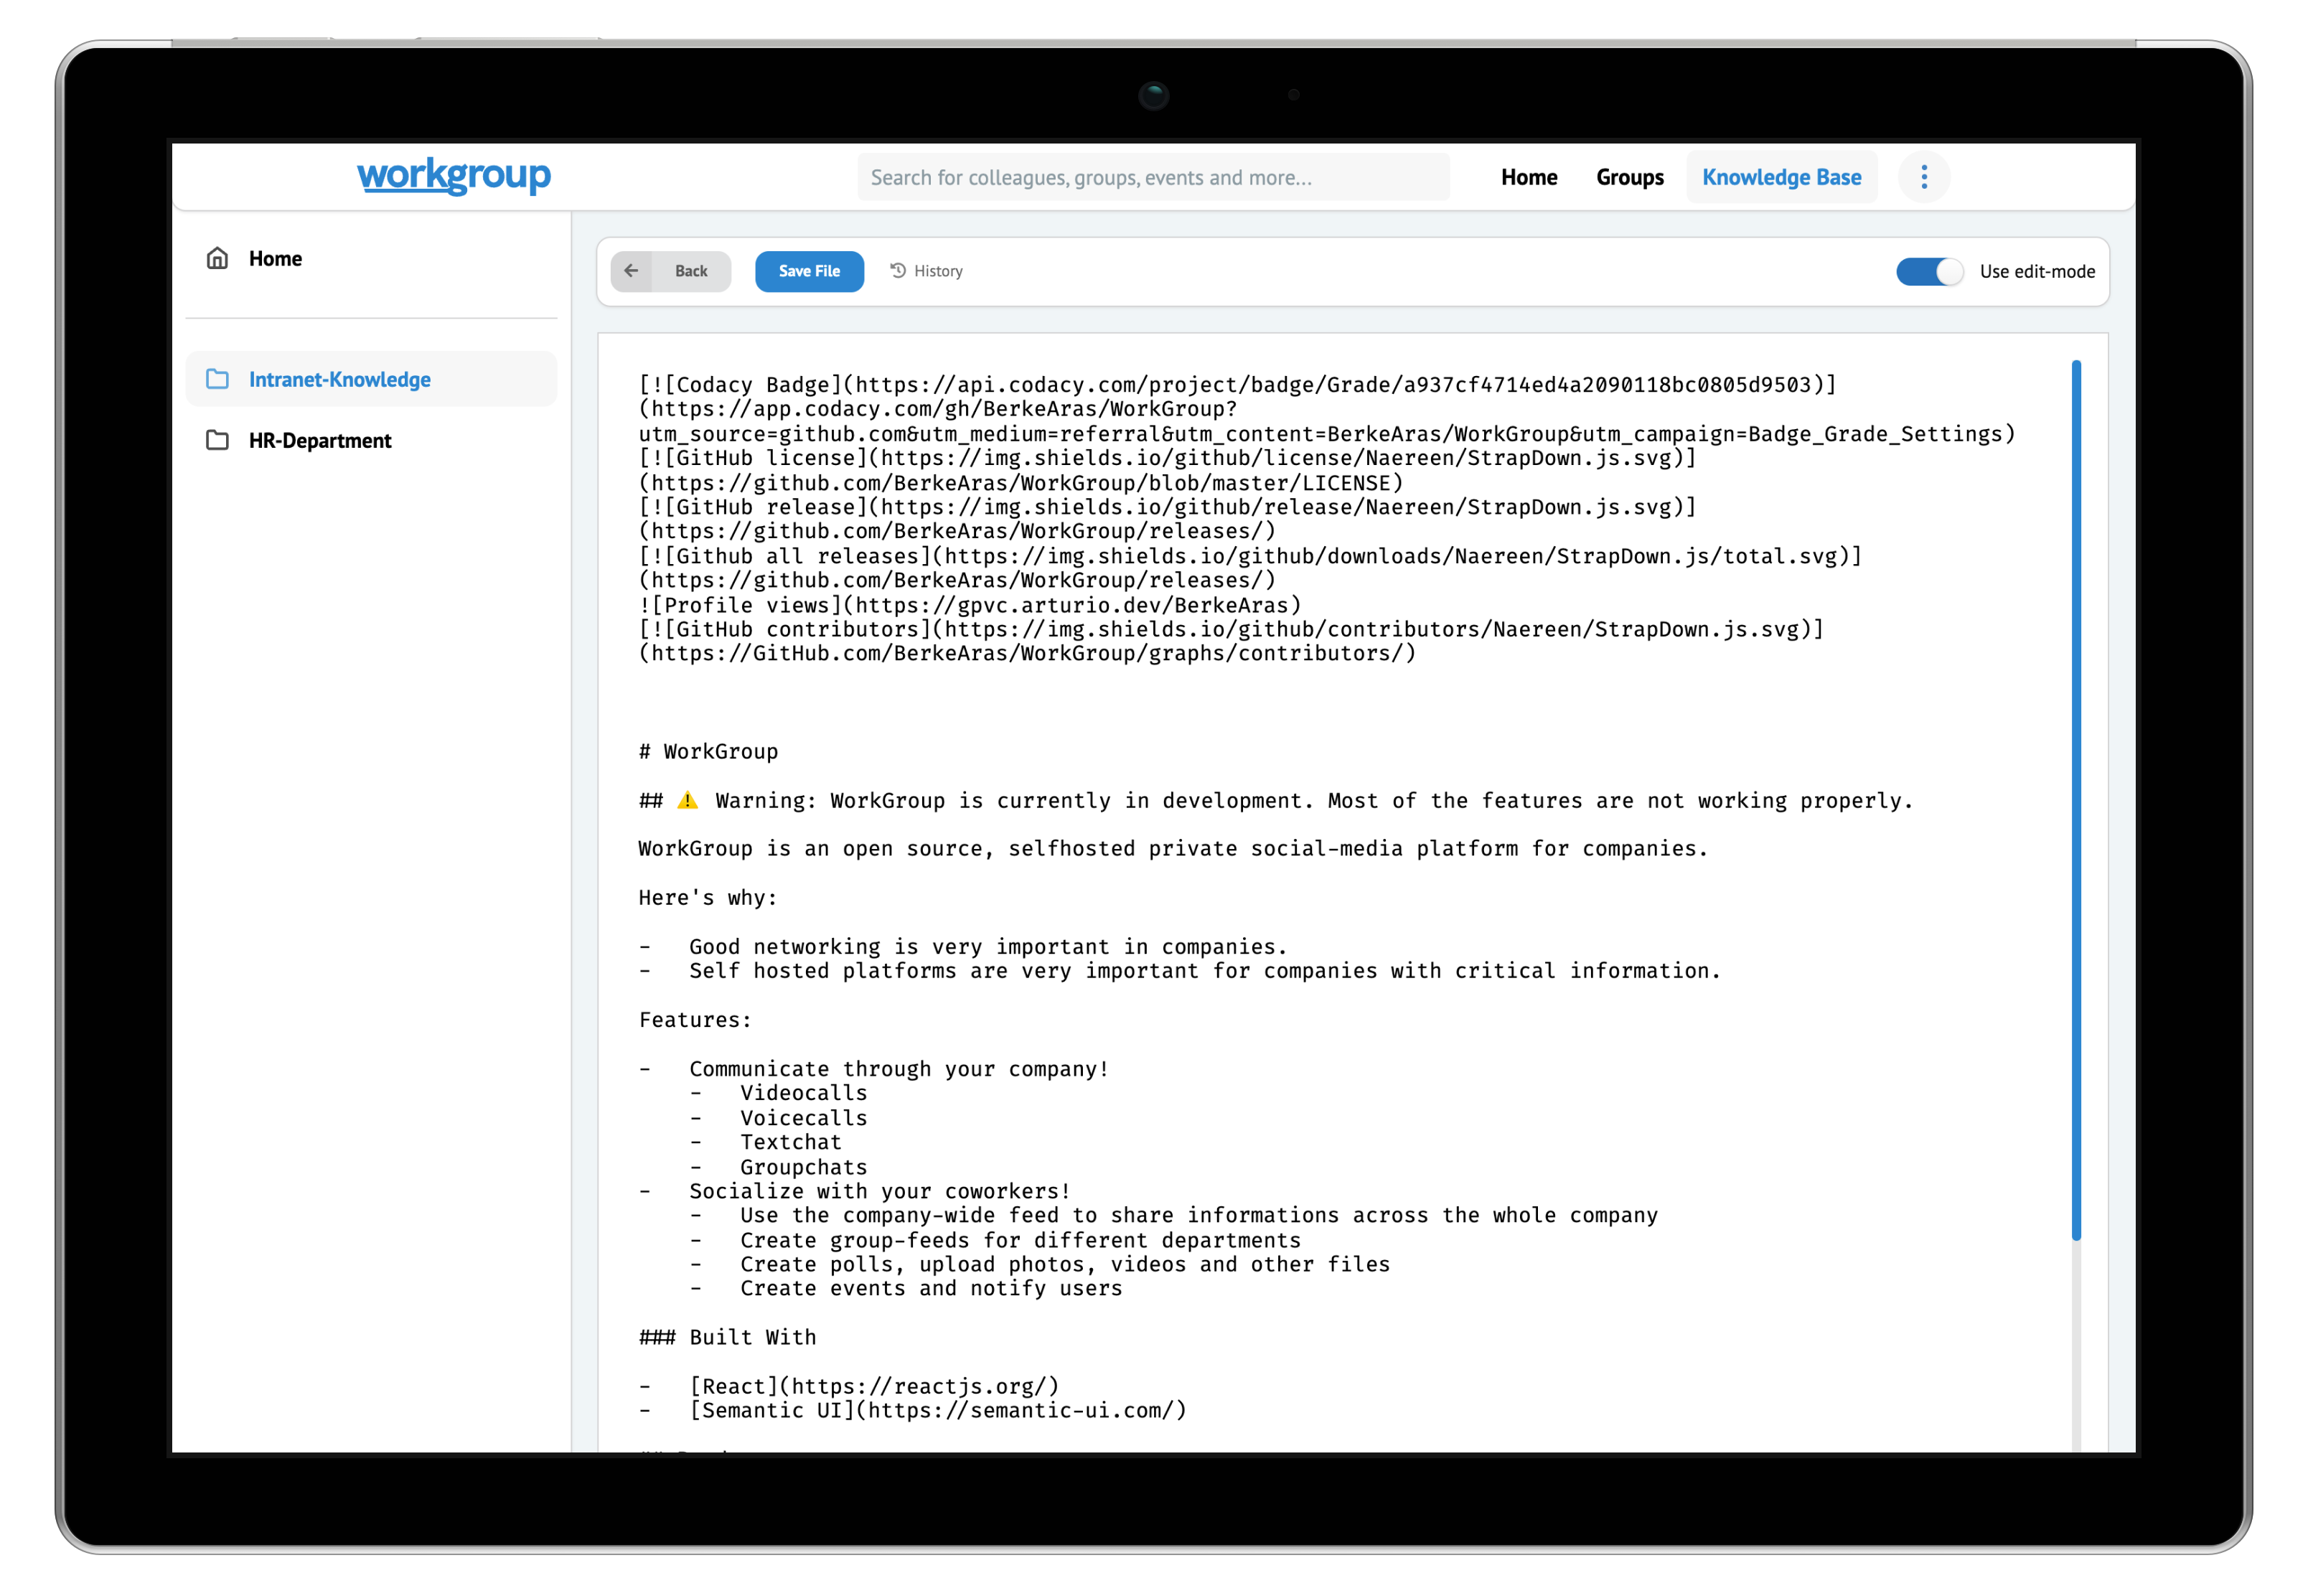 workgroup
Search for colleagues, groups, events and more...
Home
Groups
Knowledge Base
Home
Intranet-Knowledge
HR-Department
Back
Save File
History
Use edit-mode
[![Codacy Badge](https://api.codacy.com/project/badge/Grade/a937cf4714ed4a2090118bc0805d9503)]
(https://app.codacy.com/gh/BerkeAras/WorkGroup?
utm_source=github.com&utm_medium=referral&utm_content=BerkeAras/WorkGroup&utm_campaign=Badge_Grade_Settings)
[![GitHub license](https://img.shields.io/github/license/Naereen/StrapDown.js.svg)]
(https://github.com/BerkeAras/WorkGroup/blob/master/LICENSE)
[![GitHub release](https://img.shields.io/github/release/Naereen/StrapDown.js.svg)]
(https://github.com/BerkeAras/WorkGroup/releases/)
[![Github all releases](https://img.shields.io/github/downloads/Naereen/StrapDown.js/total.svg)]
(https://github.com/BerkeAras/WorkGroup/releases/)
![Profile views](https://gpvc.arturio.dev/BerkeAras)
[![GitHub contributors](https://img.shields.io/github/contributors/Naereen/StrapDown.js.svg)]
(https://GitHub.com/BerkeAras/WorkGroup/graphs/contributors/)
# WorkGroup
## ⚠️ Warning: WorkGroup is currently in development. Most of the features are not working properly.
WorkGroup is an open source, selfhosted private social-media platform for companies.
Here's why:
-   Good networking is very important in companies.
-   Self hosted platforms are very important for companies with critical information.
Features:
-   Communicate through your company!
    -   Videocalls
    -   Voicecalls
    -   Textchat
    -   Groupchats
-   Socialize with your coworkers!
    -   Use the company-wide feed to share informations across the whole company
    -   Create group-feeds for different departments
    -   Create polls, upload photos, videos and other files
    -   Create events and notify users
### Built With
-   [React](https://reactjs.org/)
-   [Semantic UI](https://semantic-ui.com/)